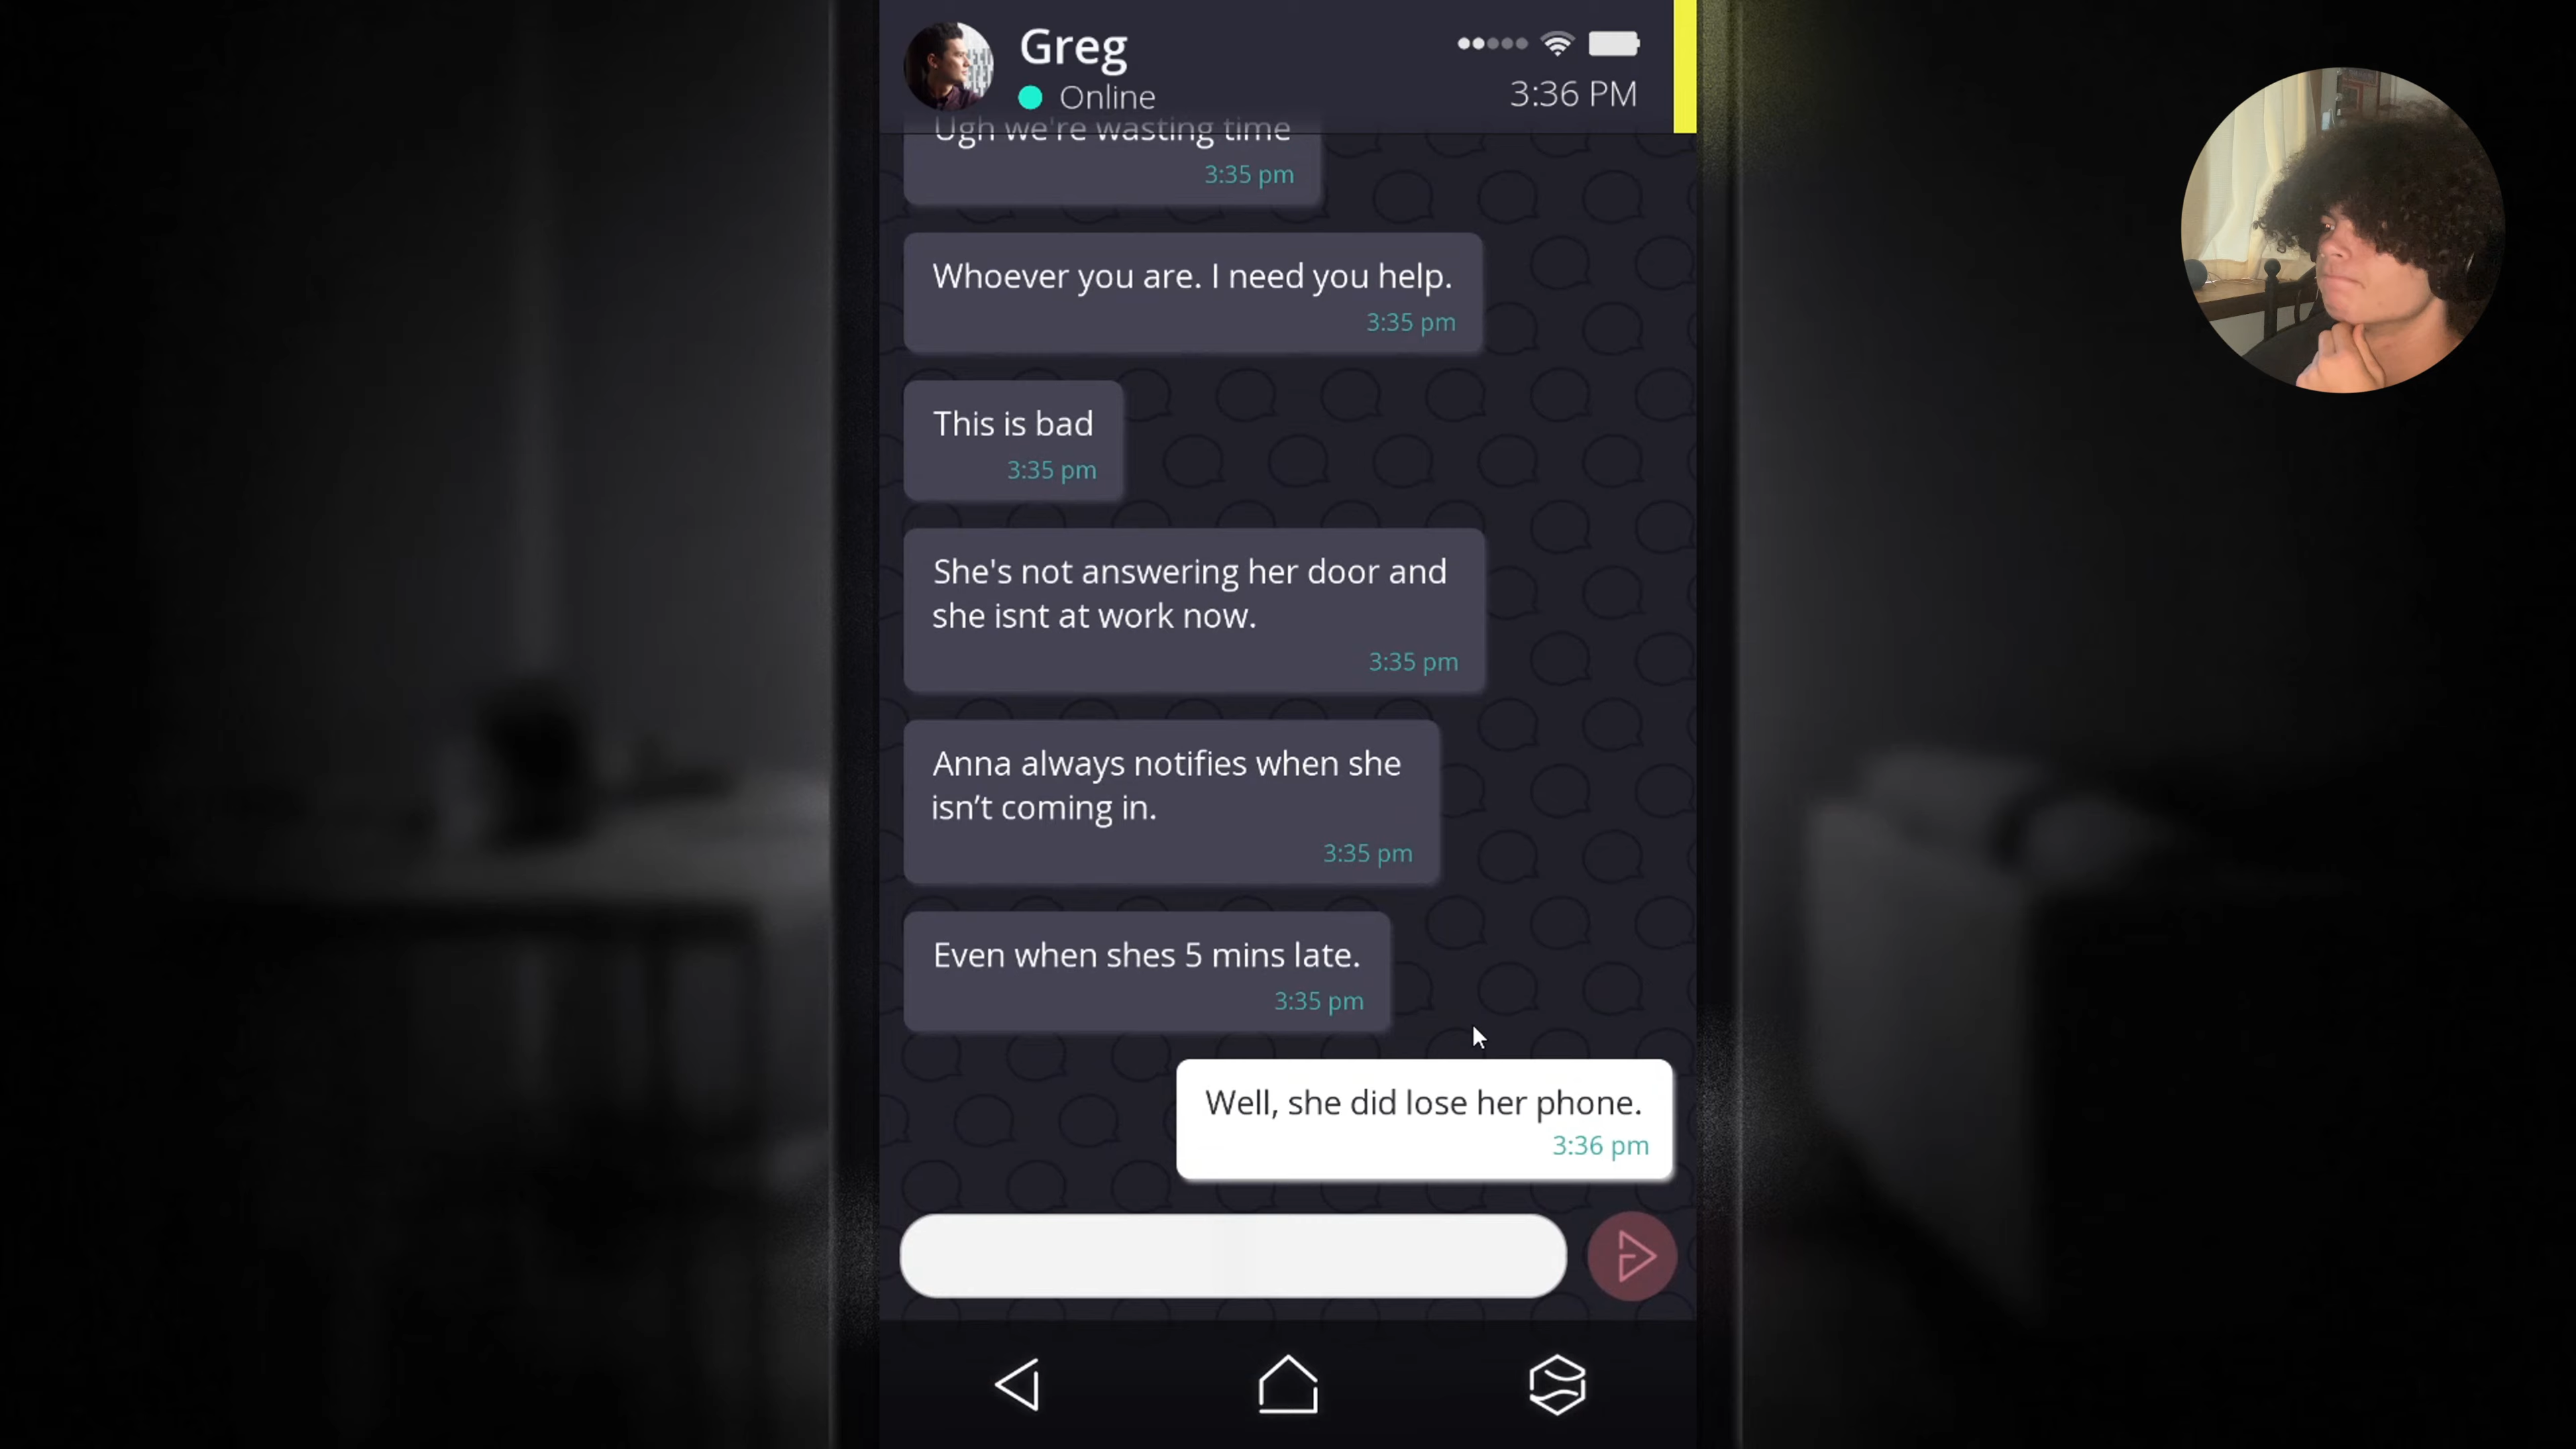 Greg
Online
3:36 PM
Ugh we're wasting time
3:35 pm
Whoever you are. I need you help.
3:35 pm
This is bad
3:35 pm
She's not answering her door and
she isnt at work now.
3:35 pm
Anna always notifies when she
isn’t coming in.
3:35 pm
Even when shes 5 mins late.
3:35 pm
Well, she did lose her phone.
3:36 pm